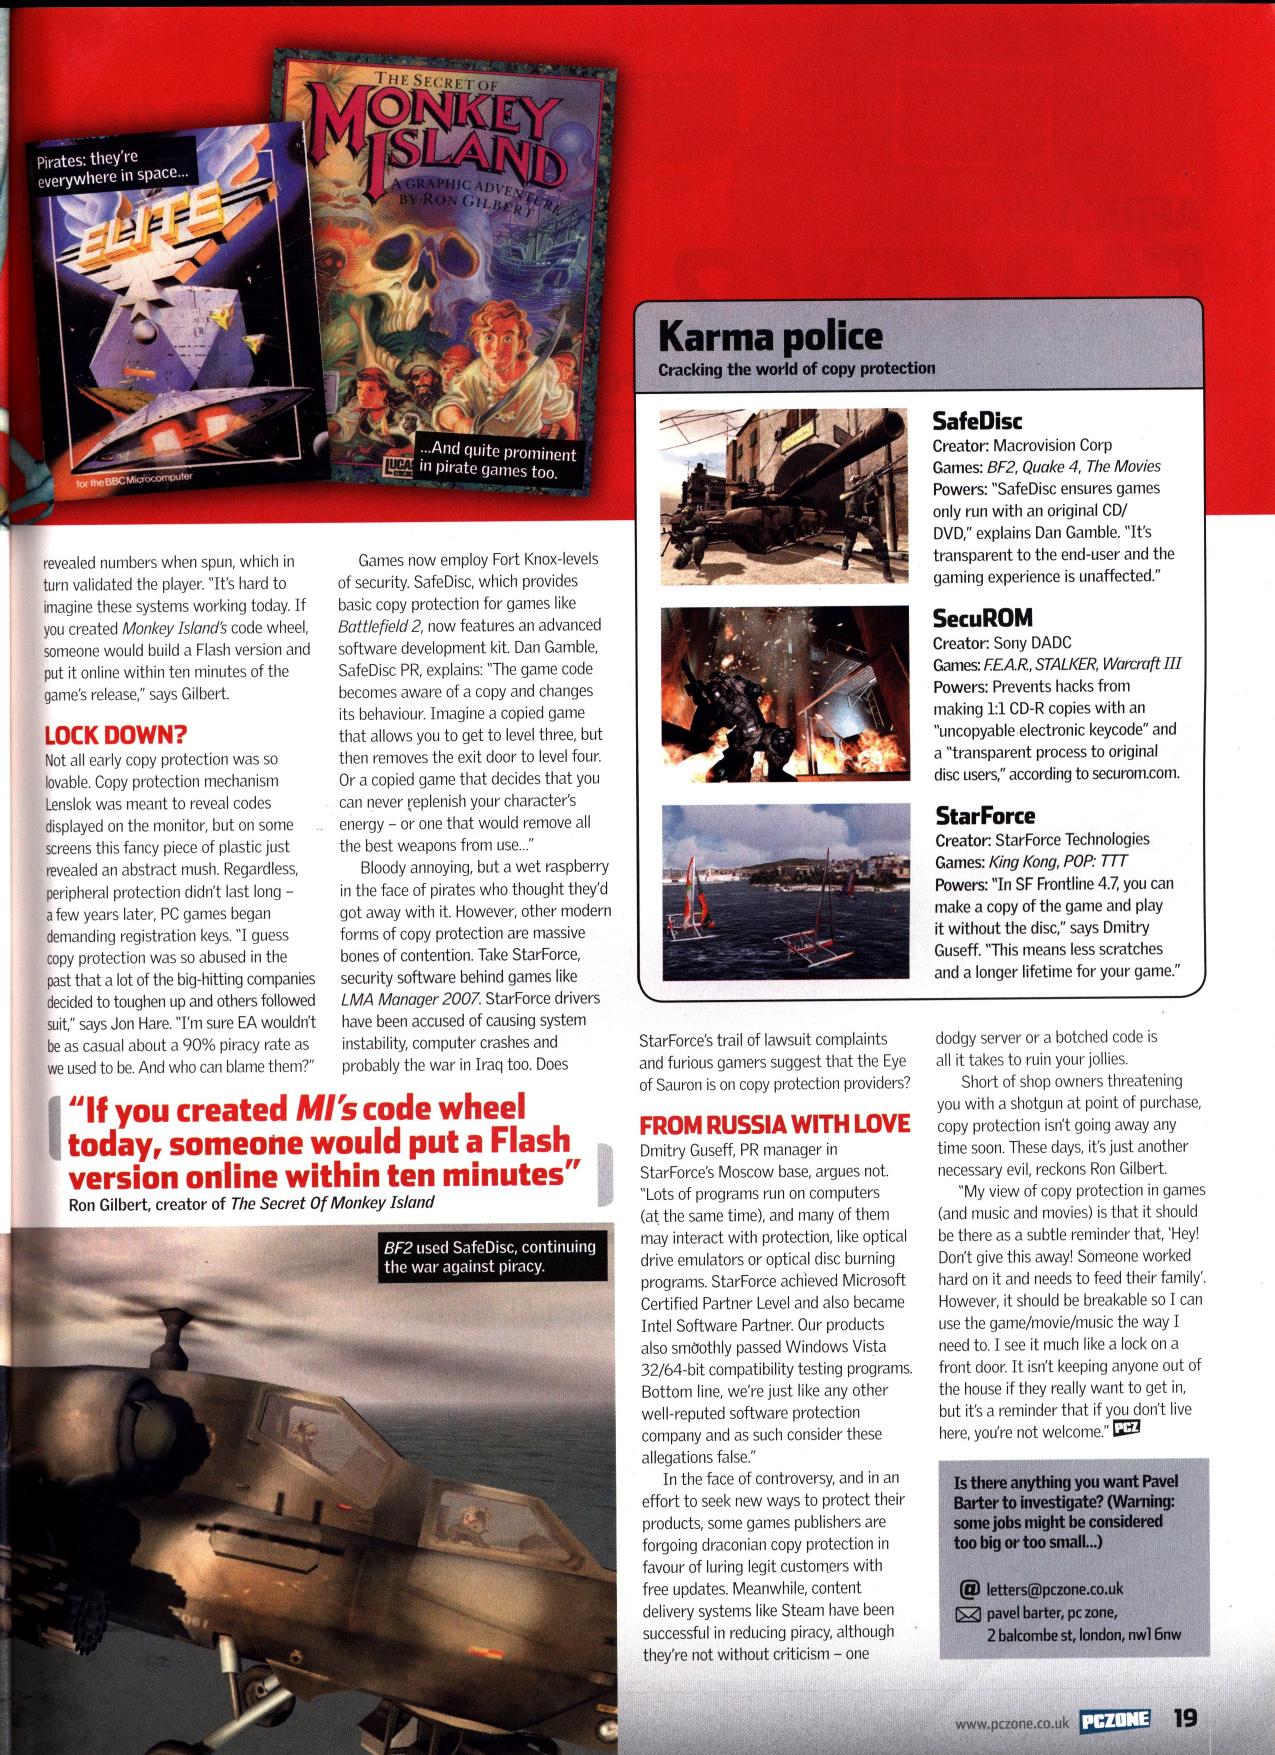 Pirates: they're
everywhere in space...
ELITE
for the BBC Microcomputer
THE SECRET OF
MONKEY
ISLAND
A GRAPHIC ADVENTURE
BY RON GILBERT
...And quite prominent
in pirate games too.
revealed numbers when spun, which in
turn validated the player. "It's hard to
imagine these systems working today. If
you created Monkey Island's code wheel,
someone would build a Flash version and
put it online within ten minutes of the
game's release," says Gilbert.
LOCK DOWN?
Not all early copy protection was so
lovable. Copy protection mechanism
Lenslok was meant to reveal codes
displayed on the monitor, but on some
screens this fancy piece of plastic just
revealed an abstract mush. Regardless,
peripheral protection didn't last long –
a few years later, PC games began
demanding registration keys. "I guess
copy protection was so abused in the
past that a lot of the big-hitting companies
decided to toughen up and others followed
suit," says Jon Hare. "I'm sure EA wouldn't
be as casual about a 90% piracy rate as
we used to be. And who can blame them?"
Games now employ Fort Knox-levels
of security. SafeDisc, which provides
basic copy protection for games like
Battlefield 2, now features an advanced
software development kit. Dan Gamble,
SafeDisc PR, explains: "The game code
becomes aware of a copy and changes
its behaviour. Imagine a copied game
that allows you to get to level three, but
then removes the exit door to level four.
Or a copied game that decides that you
can never replenish your character's
energy – or one that would remove all
the best weapons from use..."
Bloody annoying, but a wet raspberry
in the face of pirates who thought they'd
got away with it. However, other modern
forms of copy protection are massive
bones of contention. Take StarForce,
security software behind games like
LMA Manager 2007. StarForce drivers
have been accused of causing system
instability, computer crashes and
probably the war in Iraq too. Does
"If you created MI's code wheel
today, someone would put a Flash
version online within ten minutes"
Ron Gilbert, creator of The Secret Of Monkey Island
BF2 used SafeDisc, continuing
the war against piracy.
Karma police
Cracking the world of copy protection
SafeDisc
Creator: Macrovision Corp
Games: BF2, Quake 4, The Movies
Powers: "SafeDisc ensures games
only run with an original CD/
DVD," explains Dan Gamble. "It's
transparent to the end-user and the
gaming experience is unaffected."
SecuROM
Creator: Sony DADC
Games: F.E.A.R., STALKER, Warcraft III
Powers: Prevents hacks from
making 1:1 CD-R copies with an
"uncopyable electronic keycode" and
a "transparent process to original
disc users," according to securom.com.
StarForce
Creator: StarForce Technologies
Games: King Kong, POP: TTT
Powers: "In SF Frontline 4.7, you can
make a copy of the game and play
it without the disc," says Dmitry
Guseff. "This means less scratches
and a longer lifetime for your game."
StarForce's trail of lawsuit complaints
and furious gamers suggest that the Eye
of Sauron is on copy protection providers?
FROM RUSSIA WITH LOVE
Dmitry Guseff, PR manager in
StarForce's Moscow base, argues not.
"Lots of programs run on computers
(at the same time), and many of them
may interact with protection, like optical
drive emulators or optical disc burning
programs. StarForce achieved Microsoft
Certified Partner Level and also became
Intel Software Partner. Our products
also smoothly passed Windows Vista
32/64-bit compatibility testing programs.
Bottom line, we're just like any other
well-reputed software protection
company and as such consider these
allegations false."
In the face of controversy, and in an
effort to seek new ways to protect their
products, some games publishers are
forgoing draconian copy protection in
favour of luring legit customers with
free updates. Meanwhile, content
delivery systems like Steam have been
successful in reducing piracy, although
they're not without criticism – one
dodgy server or a botched code is
all it takes to ruin your jollies.
Short of shop owners threatening
you with a shotgun at point of purchase,
copy protection isn't going away any
time soon. These days, it's just another
necessary evil, reckons Ron Gilbert.
"My view of copy protection in games
(and music and movies) is that it should
be there as a subtle reminder that, 'Hey!
Don't give this away! Someone worked
hard on it and needs to feed their family'.
However, it should be breakable so I can
use the game/movie/music the way I
need to. I see it much like a lock on a
front door. It isn't keeping anyone out of
the house if they really want to get in,
but it's a reminder that if you don't live
here, you're not welcome." PCZ
Is there anything you want Pavel
Barter to investigate? (Warning:
some jobs might be considered
too big or too small...)
@ letters@pczone.co.uk
pavel barter, pc zone,
2 balcombe st, london, nw1 6nw
www.pczone.co.uk PCZONE 19